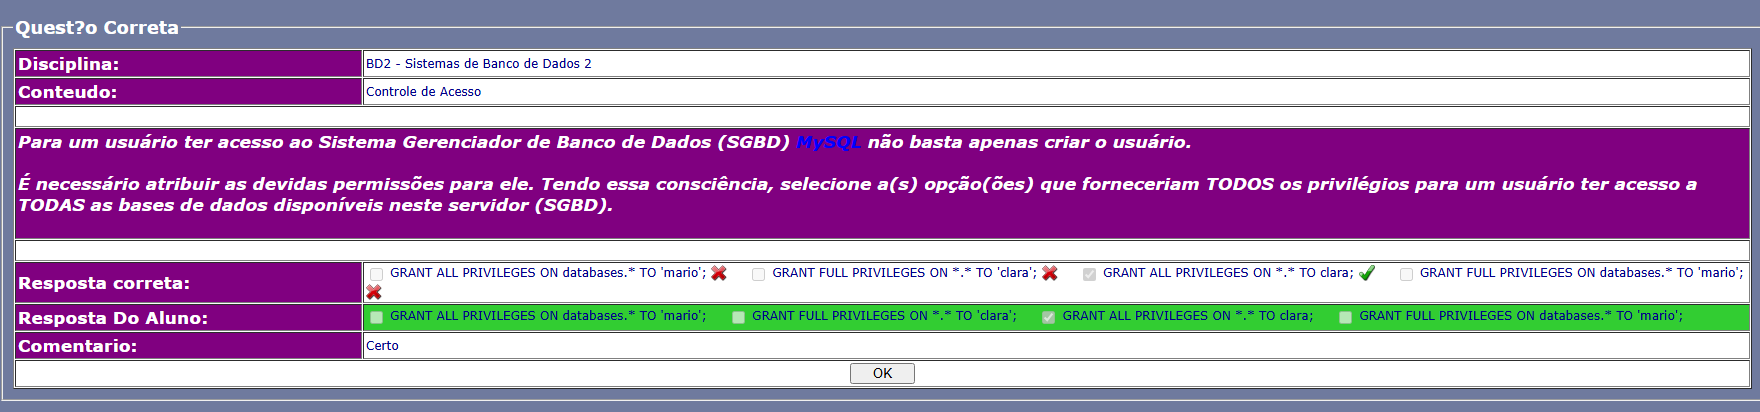 Quest?o Correta
Disciplina: BD2 - Sistemas de Banco de Dados 2
Conteudo: Controle de Acesso
Para um usuário ter acesso ao Sistema Gerenciador de Banco de Dados (SGBD) MySQL não basta apenas criar o usuário.
É necessário atribuir as devidas permissões para ele. Tendo essa consciência, selecione a(s) opção(ões) que forneceriam TODOS os privilégios para um usuário ter acesso a
TODAS as bases de dados disponíveis neste servidor (SGBD).
Resposta correta: GRANT ALL PRIVILEGES ON databases.* TO 'mario'; GRANT FULL PRIVILEGES ON *.* TO 'clara'; GRANT ALL PRIVILEGES ON *.* TO clara; GRANT FULL PRIVILEGES ON databases.* TO 'mario';
Resposta Do Aluno: GRANT ALL PRIVILEGES ON databases.* TO 'mario'; GRANT FULL PRIVILEGES ON *.* TO 'clara'; GRANT ALL PRIVILEGES ON *.* TO clara; GRANT FULL PRIVILEGES ON databases.* TO 'mario';
Comentario: Certo
OK